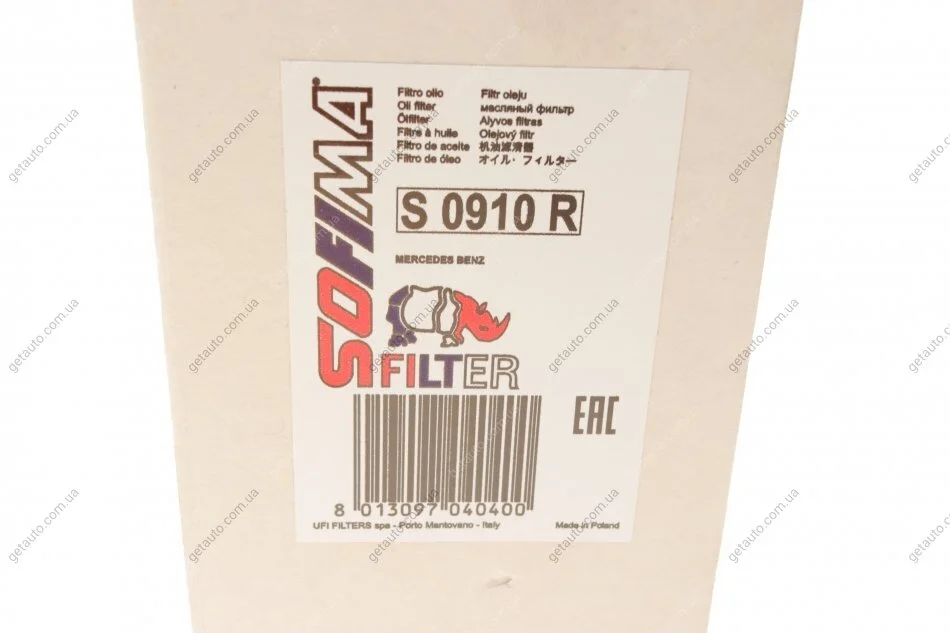 SOFIMA®
Filtro olio
Oil filter
Ölfilter
Filtre à huile
Filtro de aceite
Filtro de óleo
Filtr oleju
масляный фильтр
Alyvos filtras
Olejový filtr
机油滤清器
オイル・フィルター
S 0910 R
MERCEDES BENZ
FILTER
EAC
8 013097 040400
UFI FILTERS spa - Porto Mantovano - Italy
Made in Poland
getauto.com.ua